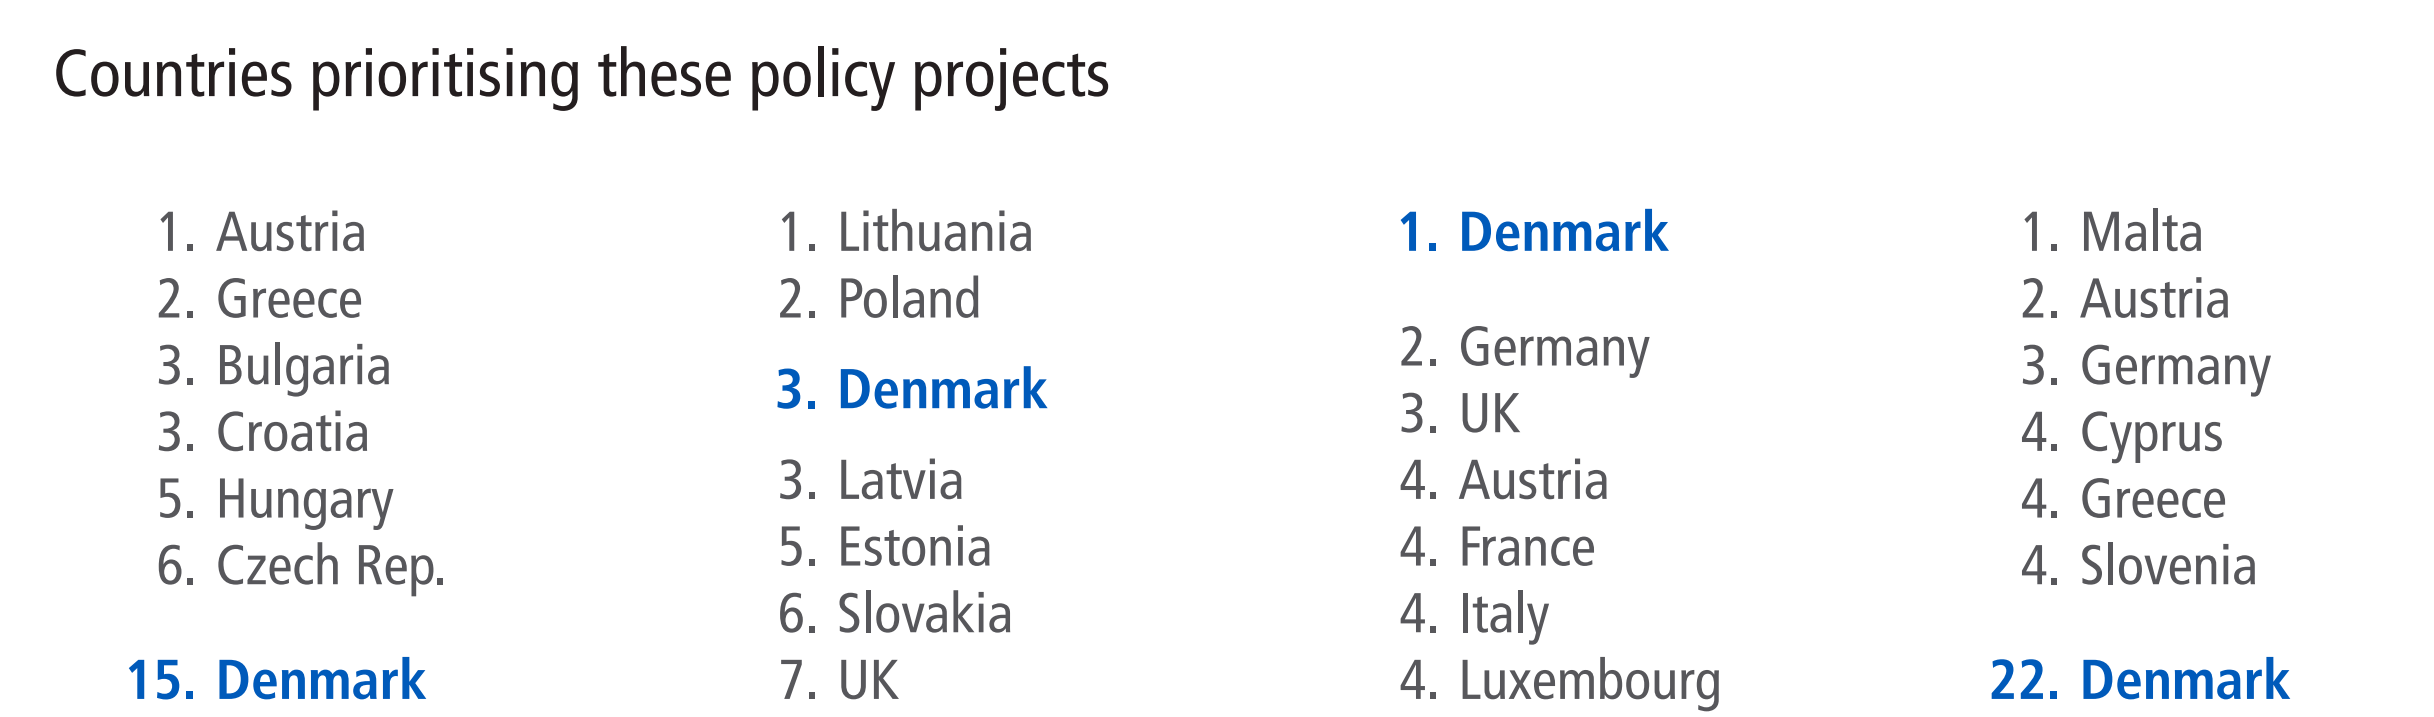 Countries prioritising these policy projects
1. Austria
2. Greece
3. Bulgaria
3. Croatia
5. Hungary
6. Czech Rep.
15. Denmark
1. Lithuania
2. Poland
3. Denmark
3. Latvia
5. Estonia
6. Slovakia
7. UK
1. Denmark
2. Germany
3. UK
4. Austria
4. France
4. Italy
4. Luxembourg
1. Malta
2. Austria
3. Germany
4. Cyprus
4. Greece
4. Slovenia
22. Denmark